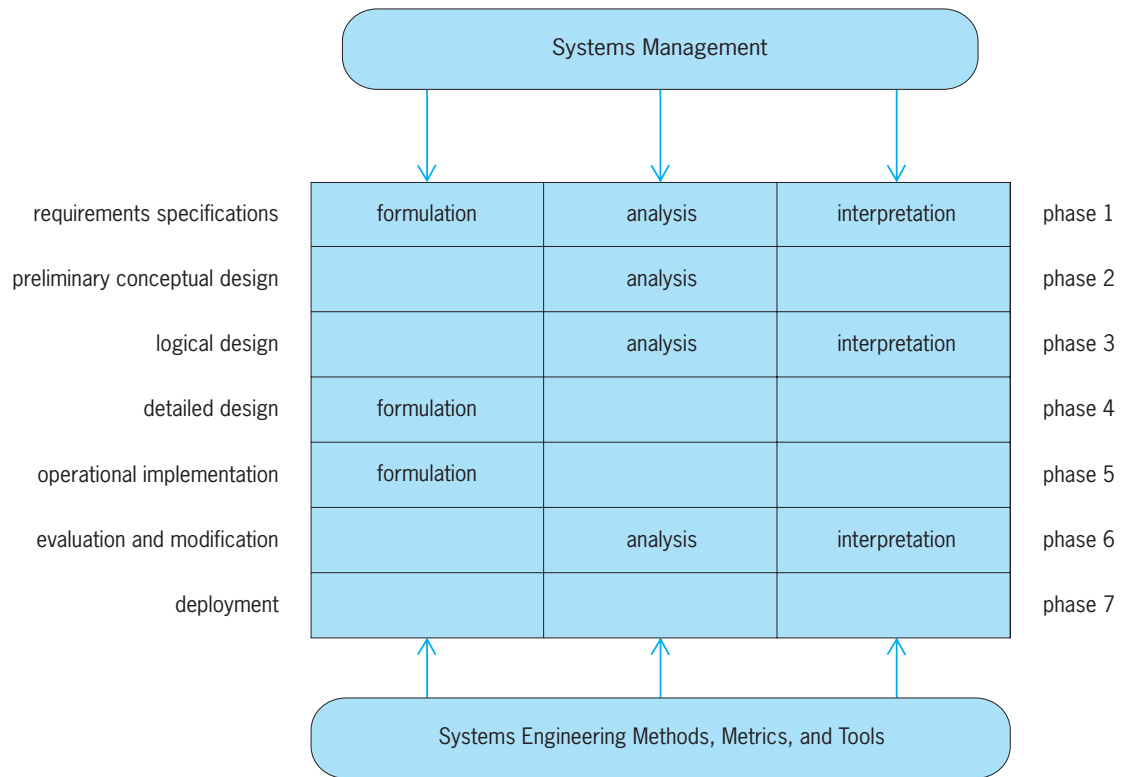 Systems Management
requirements specifications formulation analysis interpretation phase 1
preliminary conceptual design analysis phase 2
logical design analysis interpretation phase 3
detailed design formulation phase 4
operational implementation formulation phase 5
evaluation and modification analysis interpretation phase 6
deployment phase 7
Systems Engineering Methods, Metrics, and Tools